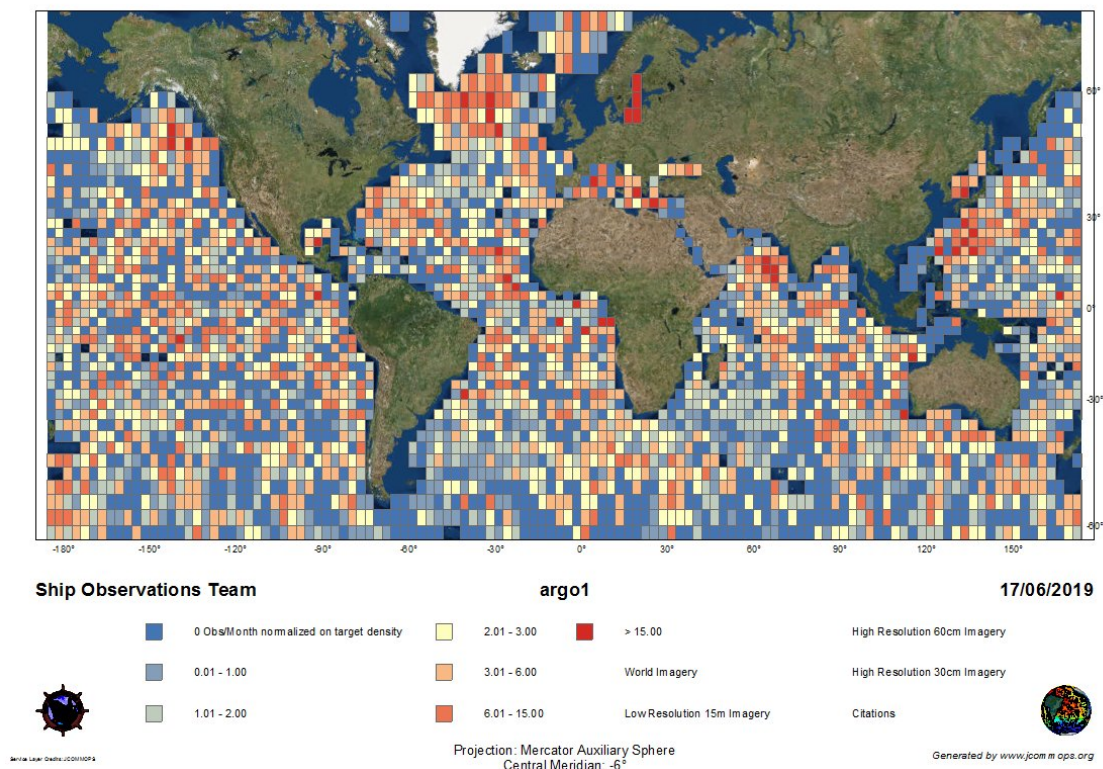 60°
30°
0°
-30°
-60°
-180°
-150°
-120°
-90°
-60°
-30°
0°
30°
60°
90°
120°
150°
Ship Observations Team argo1 17/06/2019
0 Obs/Month normalized on target density 2.01 - 3.00 > 15.00 High Resolution 60cm Imagery
0.01 - 1.00 3.01 - 6.00 World Imagery High Resolution 30cm Imagery
1.01 - 2.00 6.01 - 15.00 Low Resolution 15m Imagery Citations
Projection: Mercator Auxiliary Sphere
Service Layer Credits: JCOMMOPS Central Meridian: -6° Generated by www.jcommops.org